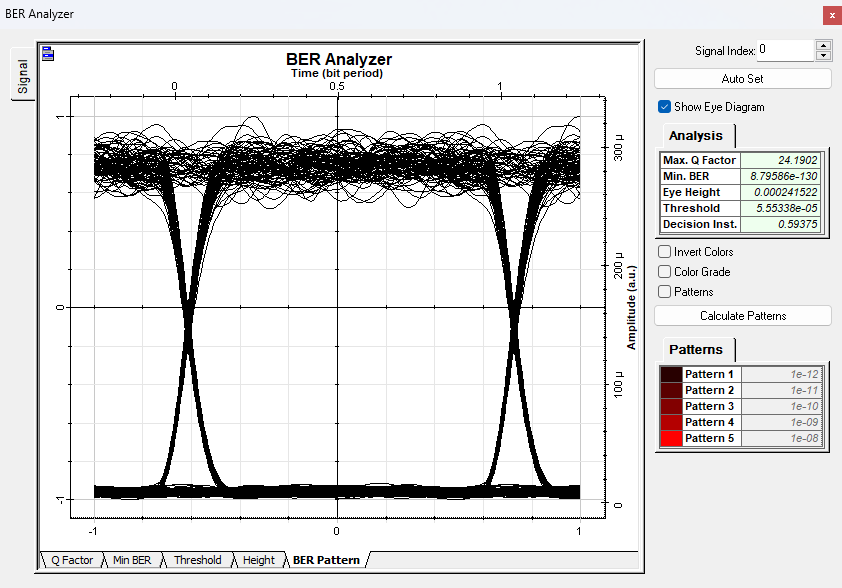 BER Analyzer
x
Signal
BER Analyzer
Time (bit period)
0 0.5 1
1
0
-1
300 µ
200 µ
100 µ
0
Amplitude (a.u.)
-1 0 1
Q Factor Min BER Threshold Height BER Pattern
Signal Index: 0
Auto Set
Show Eye Diagram
Analysis
Max. Q Factor 24.1902
Min. BER 8.79586e-130
Eye Height 0.000241522
Threshold 5.55338e-05
Decision Inst. 0.59375
Invert Colors
Color Grade
Patterns
Calculate Patterns
Patterns
Pattern 1 1e-12
Pattern 2 1e-11
Pattern 3 1e-10
Pattern 4 1e-09
Pattern 5 1e-08